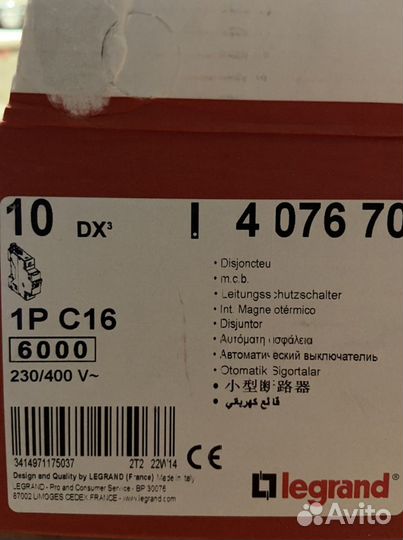 10 DX³ 4 076 70
1P C16
6000
230/400 V~
• Disjoncteu
• m.c.b.
• Leitungsschutzschalter
• Int. Magnetotérmico
• Disjuntor
• Αυτόματη ασφάλεια
• Автоматический выключатель
• Otomatik Sigortalar
• 小型断路器
• قاطع كهربائي
3414971175037 2T2 22W14 CE
Design and Quality by LEGRAND (France) Made in Italy
LEGRAND - Pro and Consumer Service - BP 30076
87002 LIMOGES CEDEX FRANCE - www.legrand.com
legrand®
Avito